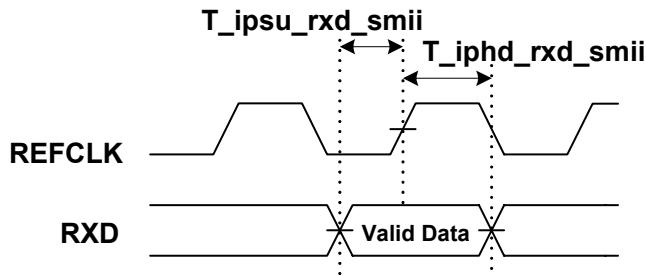 T_ipsu_rxd_smii
T_iphd_rxd_smii
REFCLK
RXD
Valid Data